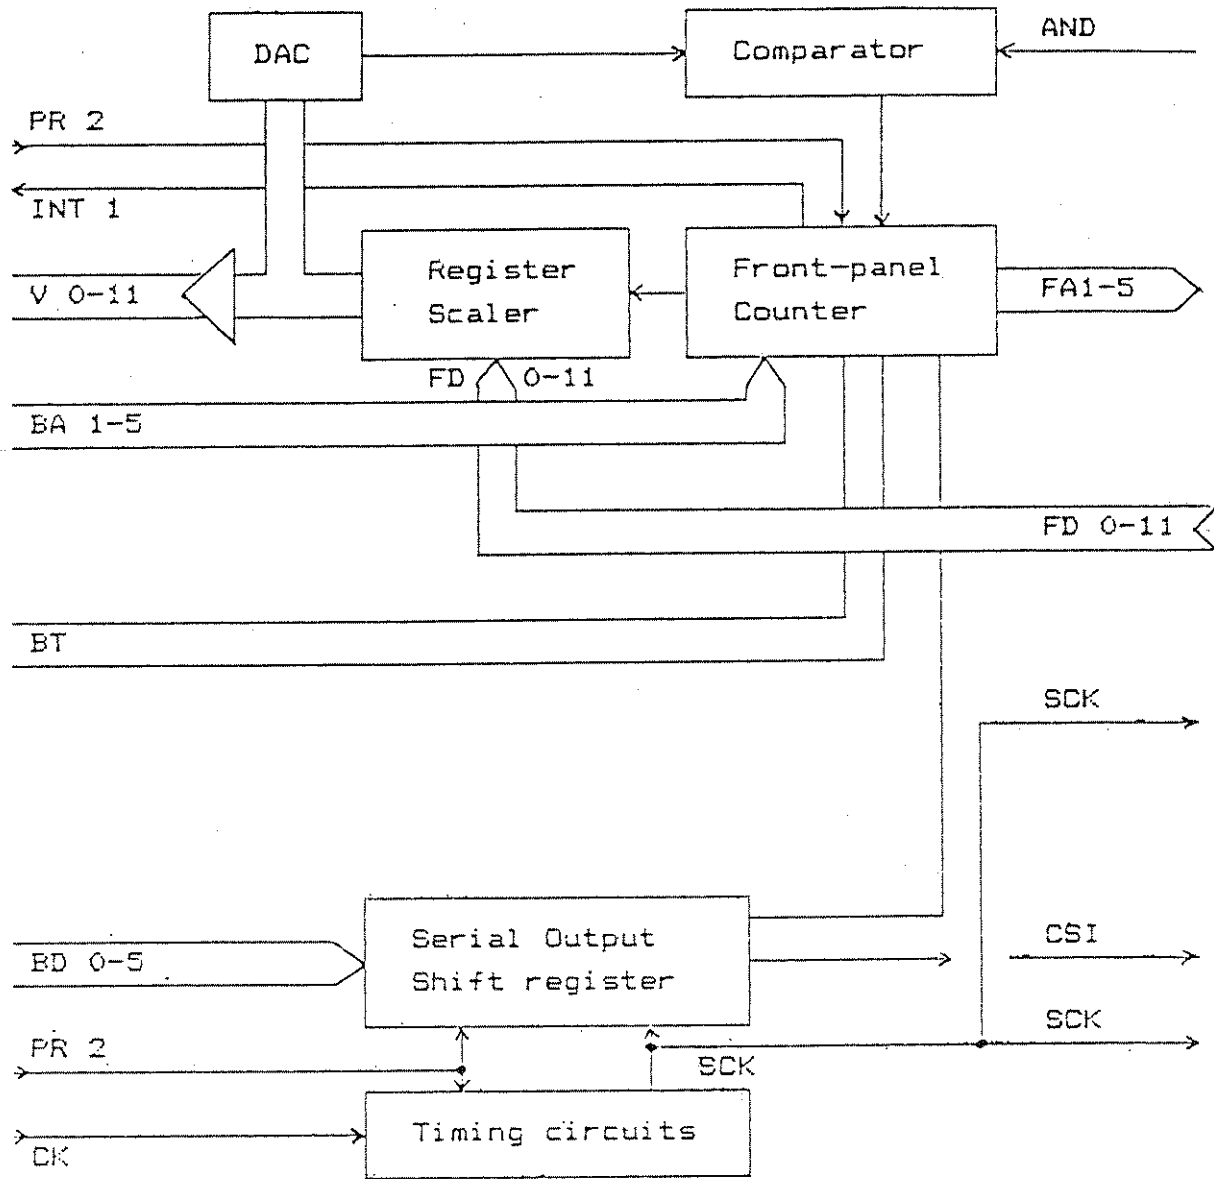 DAC
Comparator
AND
PR 2
INT 1
Register
Scaler
Front-panel
Counter
V 0-11
FA1-5
FD 0-11
BA 1-5
FD 0-11
BT
SCK
Serial Output
Shift register
BD 0-5
CSI
PR 2
SCK
SCK
Timing circuits
CK